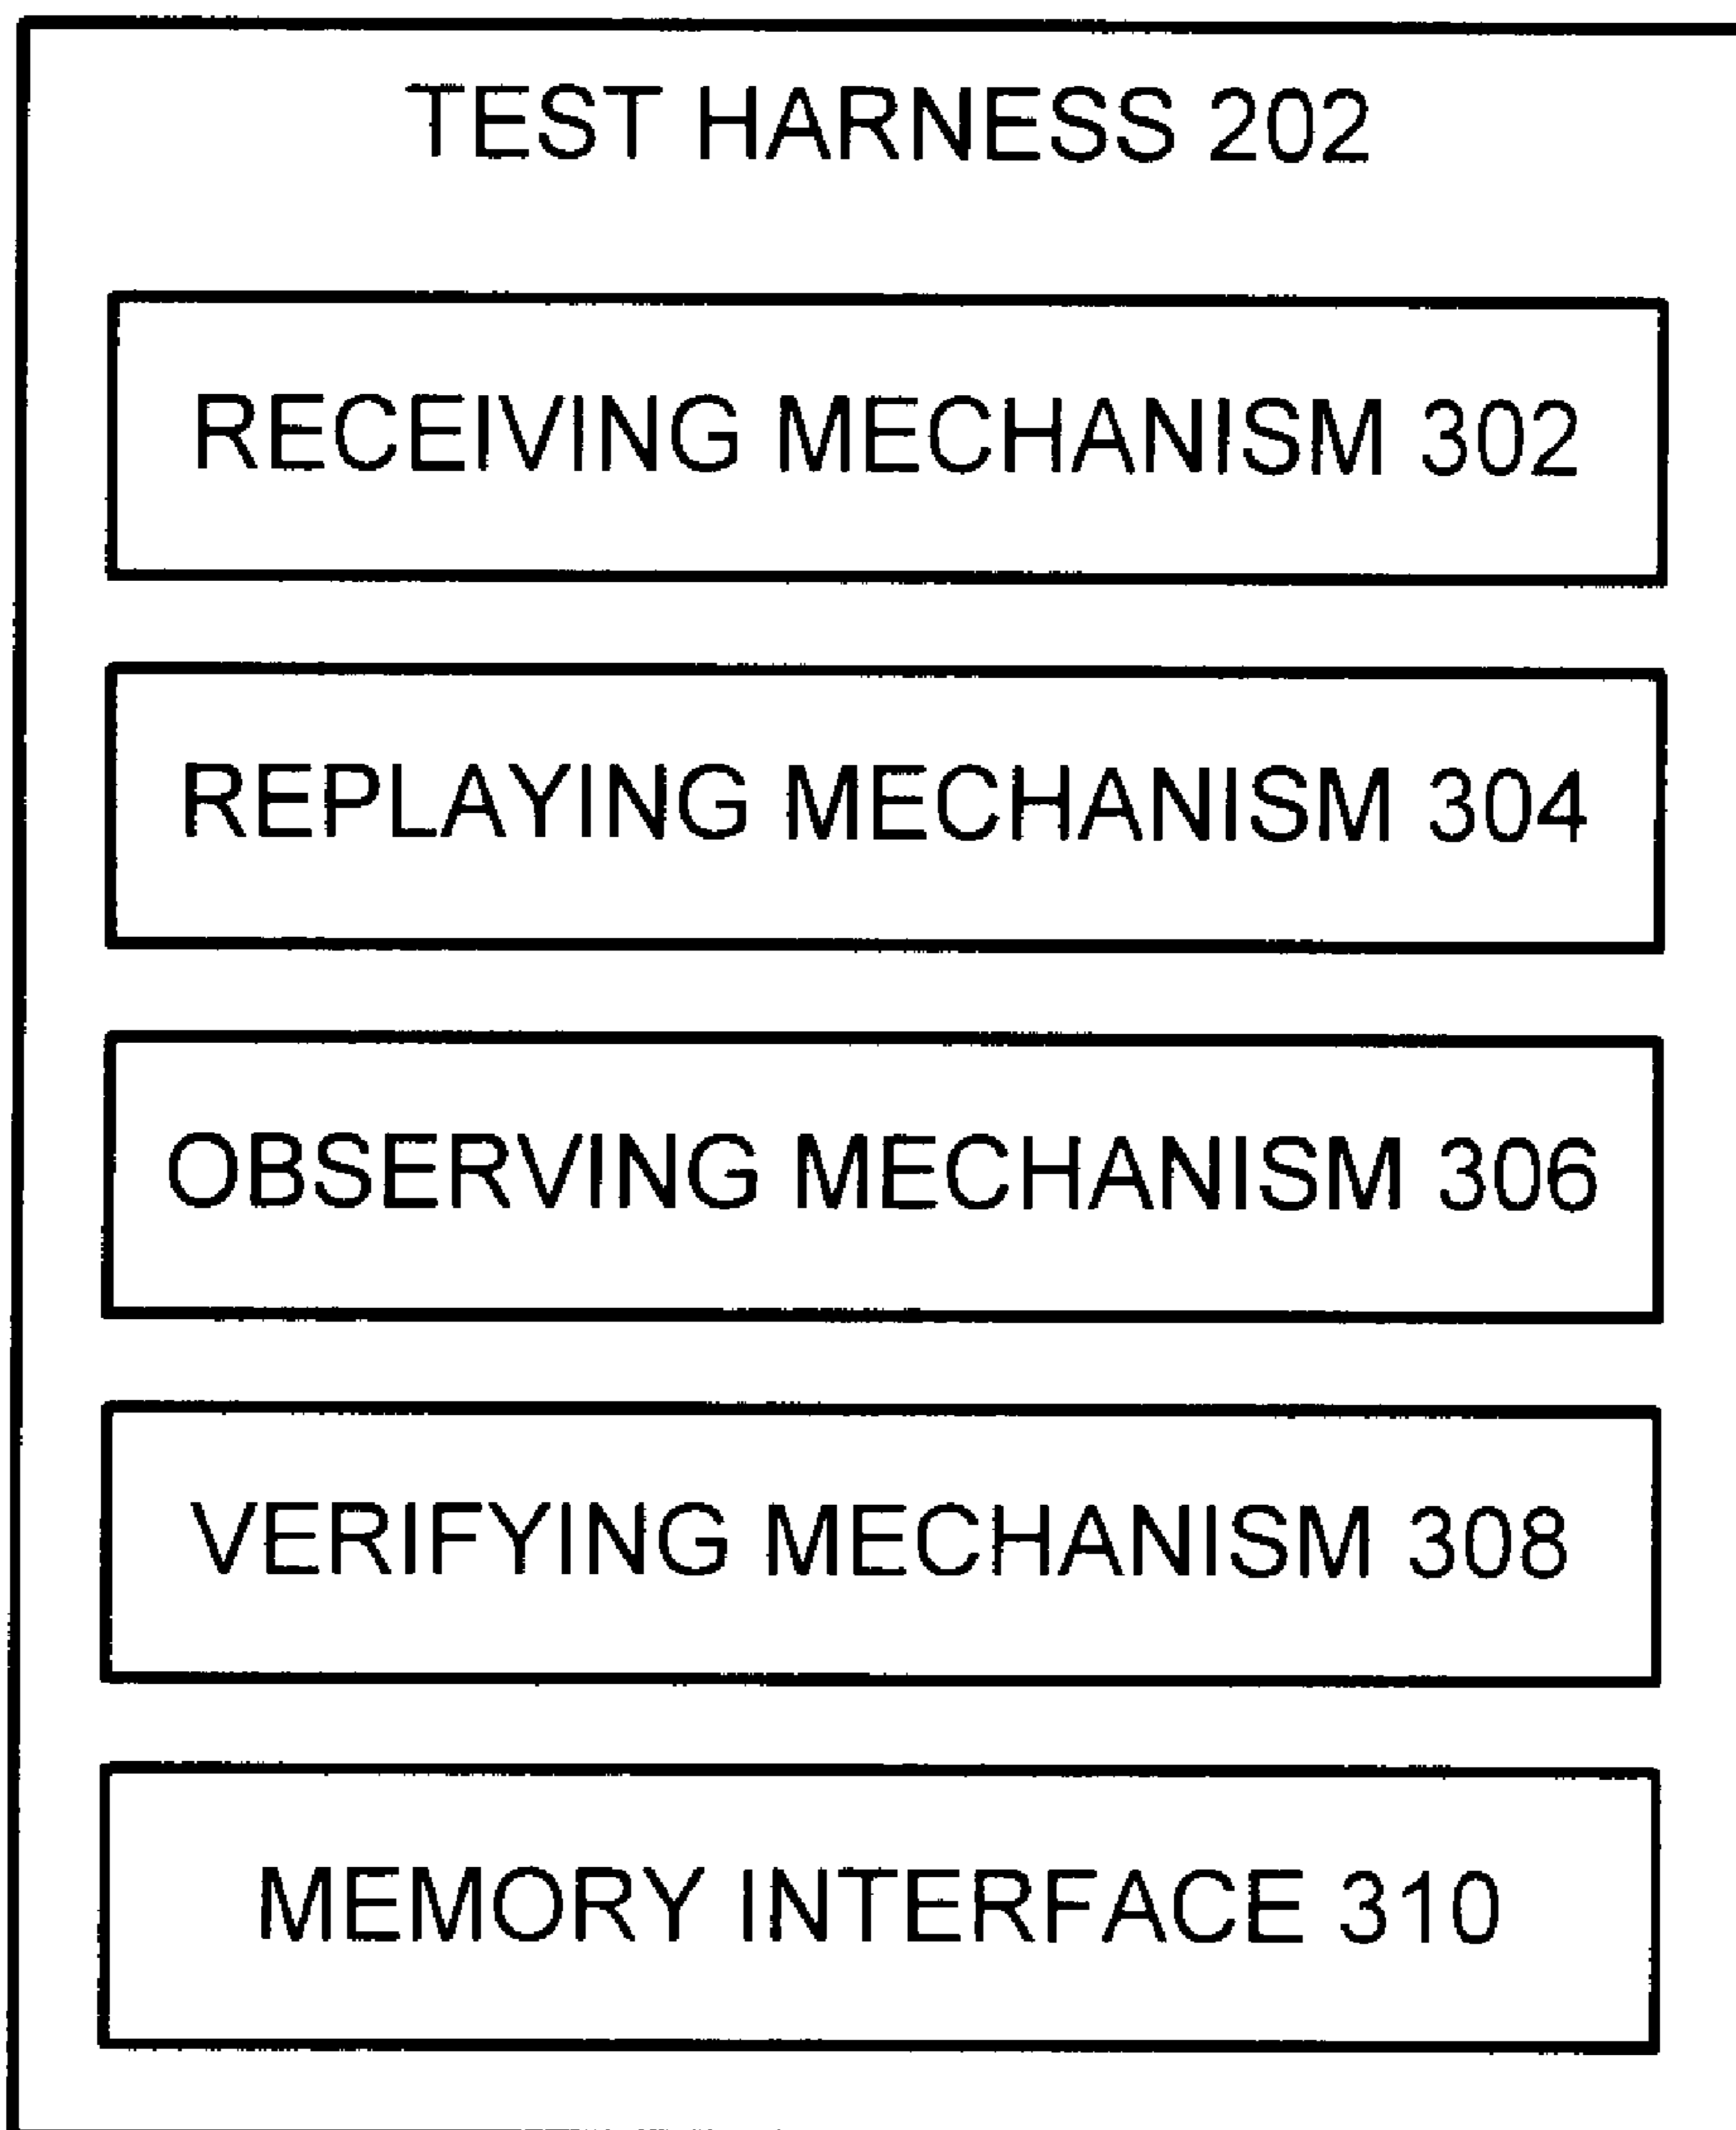 TEST HARNESS 202
RECEIVING MECHANISM 302
REPLAYING MECHANISM 304
OBSERVING MECHANISM 306
VERIFYING MECHANISM 308
MEMORY INTERFACE 310